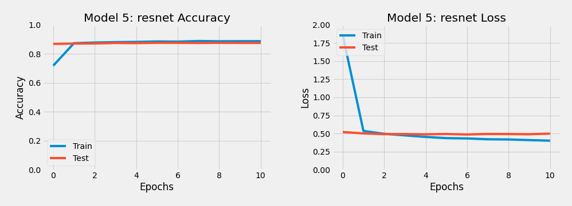 Model 5: resnet Accuracy
1.0
0.8
0.6
0.4
0.2
0.0
Accuracy
Train
Test
0 2 4 6 8 10
Epochs
Model 5: resnet Loss
2.00
1.75
1.50
1.25
1.00
0.75
0.50
0.25
0.00
Loss
Train
Test
0 2 4 6 8 10
Epochs